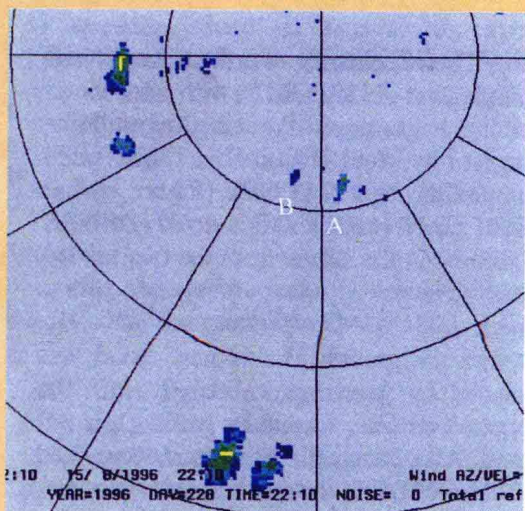 B
A
2:10 15/ 8/1996 22:10 Wind AZ/VEL=
YEAR=1996 DAY=228 TIME=22:10 NOISE= 0 Total ref